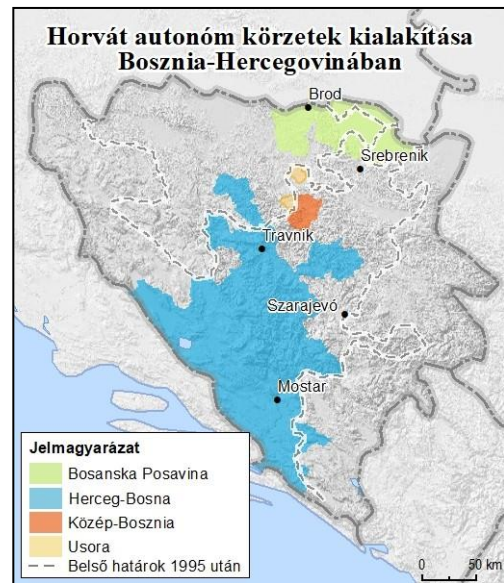 Horvát autonóm körzetek kialakítása
Bosznia-Hercegovinában
Brod
Srebrenik
Travnik
Szarajevó
Mostar
Jelmagyarázat
Bosanska Posavina
Herceg-Bosna
Közép-Bosznia
Usora
Belső határok 1995 után
0 50 km